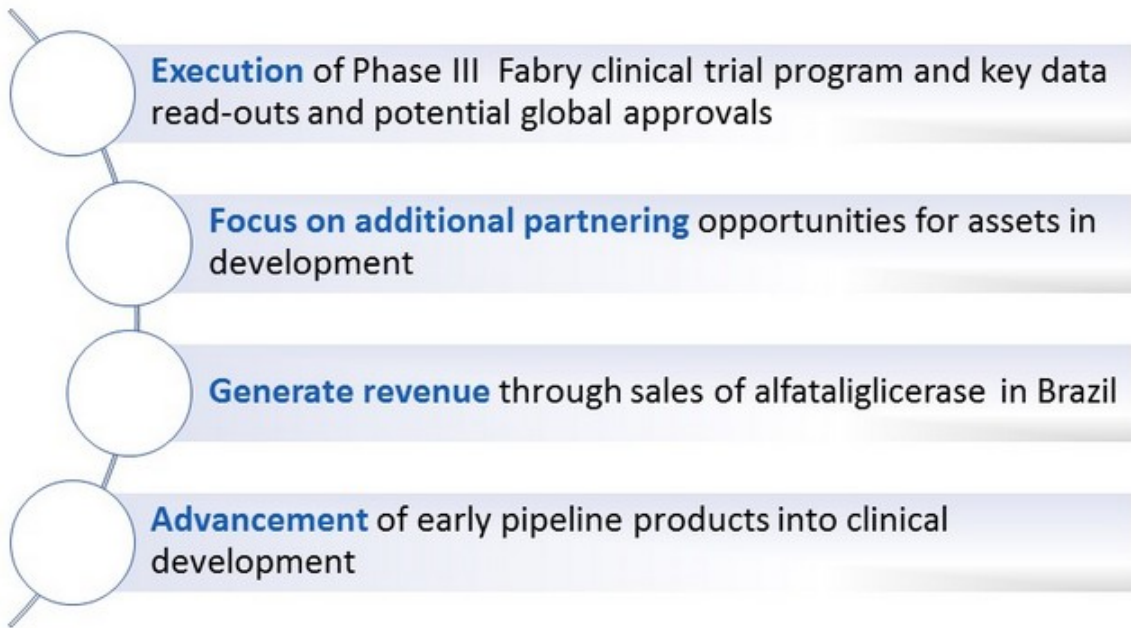 Execution of Phase III Fabry clinical trial program and key data
read-outs and potential global approvals
Focus on additional partnering opportunities for assets in
development
Generate revenue through sales of alfataliglicerase in Brazil
Advancement of early pipeline products into clinical
development